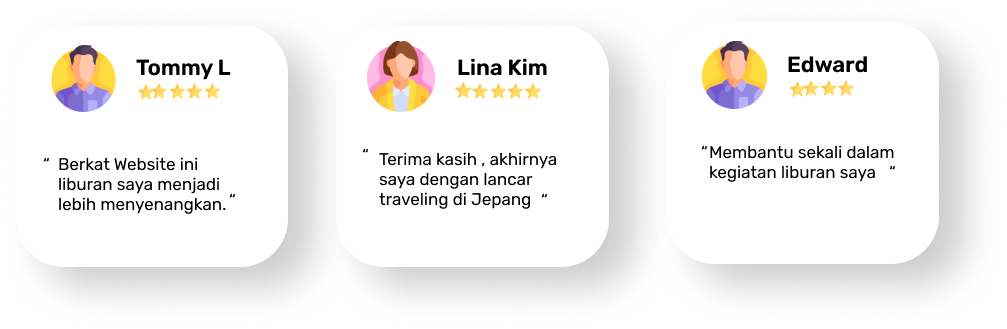 Tommy L
“ Berkat Website ini
liburan saya menjadi
lebih menyenangkan. “
Lina Kim
“ Terima kasih , akhirnya
saya dengan lancar
traveling di Jepang “
Edward
“Membantu sekali dalam
kegiatan liburan saya “